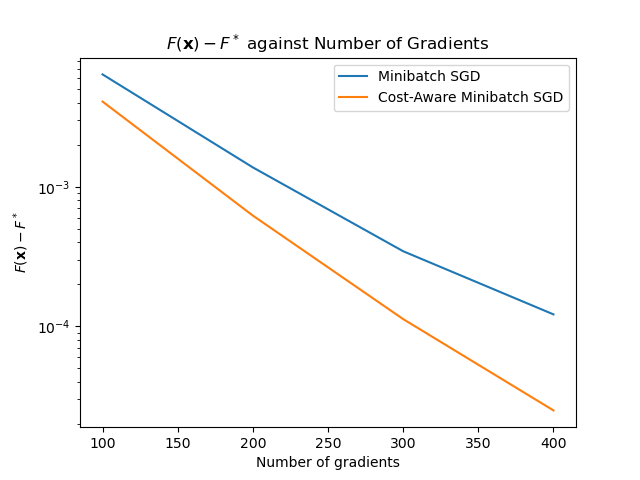 F(x) − F* against Number of Gradients
Minibatch SGD
Cost-Aware Minibatch SGD
F(x) − F*
10⁻³
10⁻⁴
100 150 200 250 300 350 400
Number of gradients